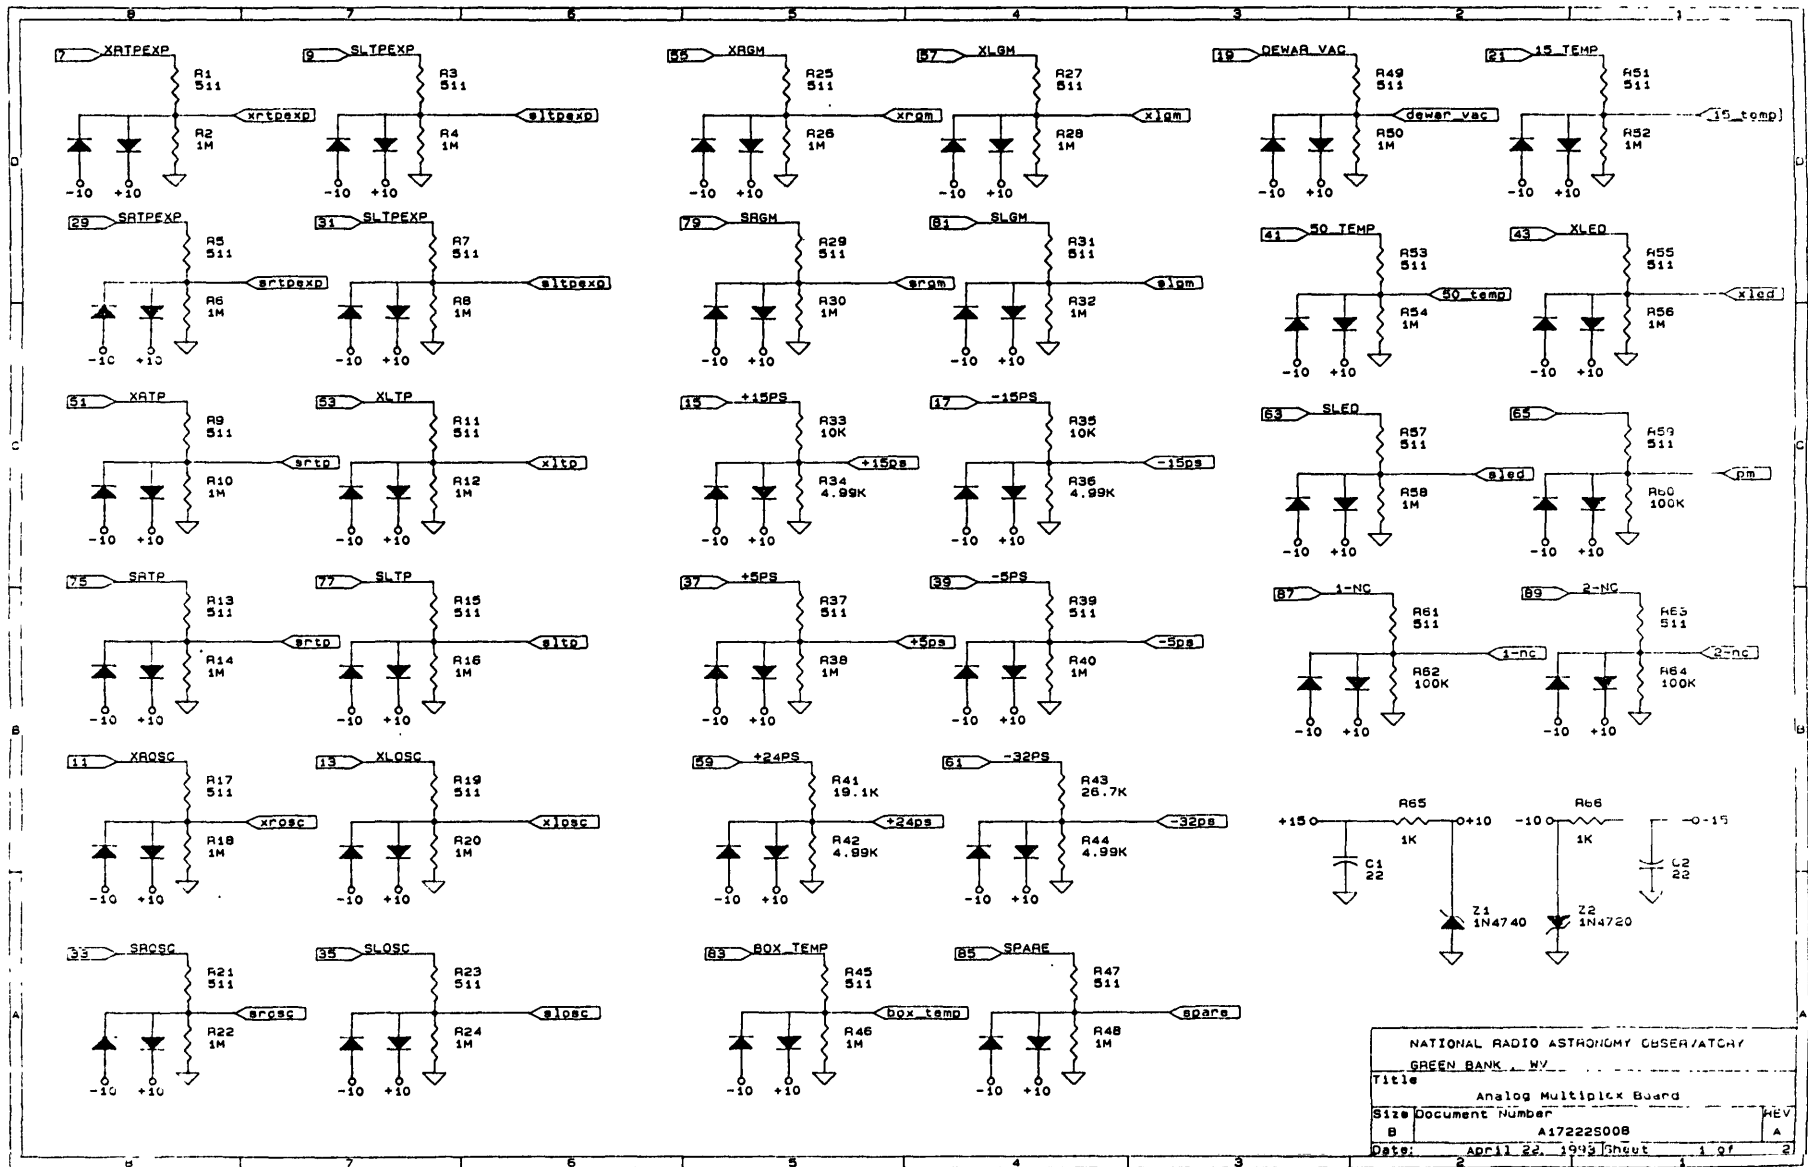 8 7 6 5 4 3 2 1
7 XRTPEXP R1 511 xrtpexp R2 1M -10 +10
9 SLTPEXP R3 511 sltpexp R4 1M -10 +10
55 XRGM R25 511 xrgm R26 1M -10 +10
57 XLGM R27 511 xlgm R28 1M -10 +10
19 DEWAR_VAC R49 511 dewar_vac R50 1M -10 +10
21 15_TEMP R51 511 15_temp R52 1M -10 +10
D D
29 SRTPEXP R5 511 srtpexp R6 1M -10 +10
31 SLTPEXP R7 511 sltpexp R8 1M -10 +10
79 SRGM R29 511 srgm R30 1M -10 +10
81 SLGM R31 511 slgm R32 1M -10 +10
41 50_TEMP R53 511 50_temp R54 1M -10 +10
43 XLED R55 511 xled R56 1M -10 +10
51 XRTP R9 511 srtp R10 1M -10 +10
53 XLTP R11 511 xltp R12 1M -10 +10
15 +15PS R33 10K +15ps R34 4.99K -10 +10
17 -15PS R35 10K -15ps R36 4.99K -10 +10
63 SLED R57 511 sled R58 1M -10 +10
65 R59 511 pm R60 100K -10 +10
C C
75 SRTP R13 511 srtp R14 1M -10 +10
77 SLTP R15 511 sltp R16 1M -10 +10
37 +5PS R37 511 +5ps R38 1M -10 +10
39 -5PS R39 511 -5ps R40 1M -10 +10
87 1-NC R61 511 1-nc R62 100K -10 +10
89 2-NC R63 511 2-nc R64 100K -10 +10
B B
11 XROSC R17 511 xrosc R18 1M -10 +10
13 XLOSC R19 511 xlosc R20 1M -10 +10
59 +24PS R41 19.1K +24ps R42 4.99K -10 +10
61 -32PS R43 26.7K -32ps R44 4.99K -10 +10
+15 R65 1K +10 C1 22 Z1 1N4740
-10 R66 1K -15 C2 22 Z2 1N4720
33 SROSC R21 511 srosc R22 1M -10 +10
35 SLOSC R23 511 slosc R24 1M -10 +10
83 BOX_TEMP R45 511 box_temp R46 1M -10 +10
85 SPARE R47 511 spare R48 1M -10 +10
A A
NATIONAL RADIO ASTRONOMY OBSERVATORY
GREEN BANK , WV
Title
Analog Multiplex Board
Size Document Number REV
B A17222S008 A
Date: April 22, 1993 Sheet 1 of 2
8 7 6 5 4 3 2 1